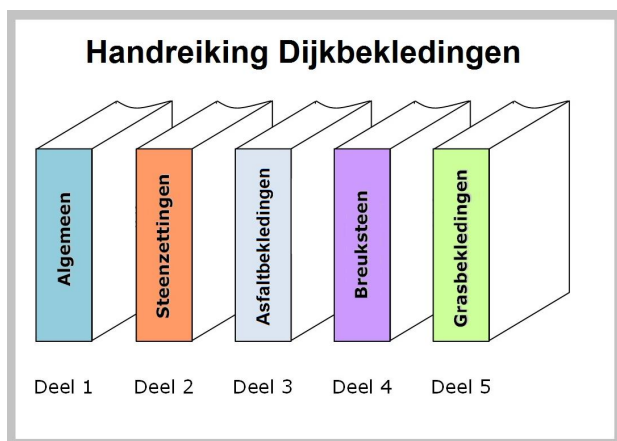 Handreiking Dijkbekledingen
Algemeen
Steenzettingen
Asfaltbekledingen
Breuksteen
Grasbekledingen
Deel 1
Deel 2
Deel 3
Deel 4
Deel 5